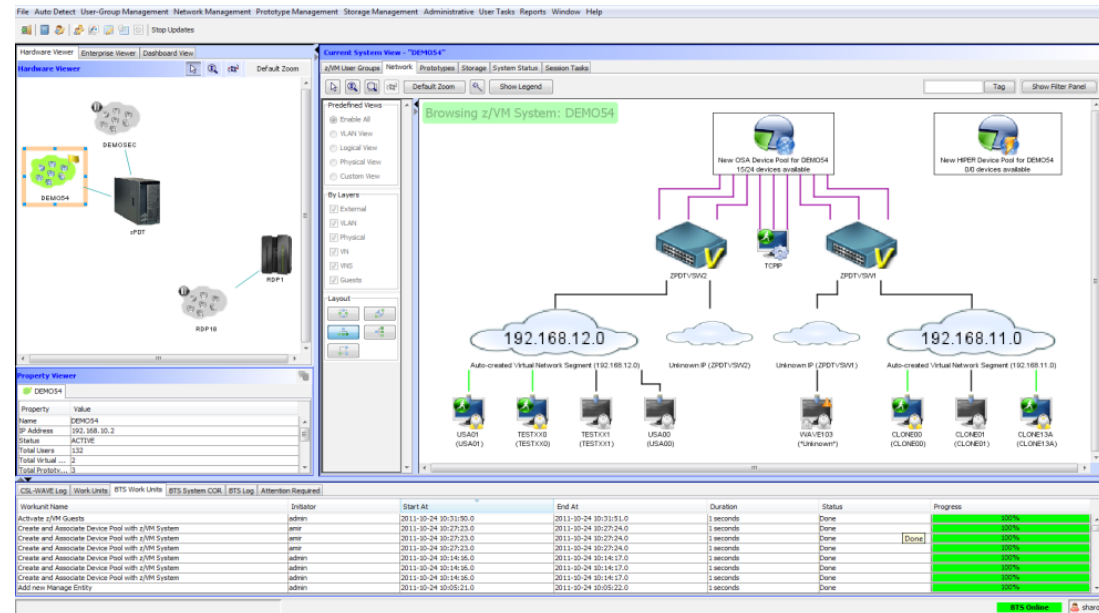 File Auto Detect User-Group Management Network Management Prototype Management Storage Management Administrative User Tasks Reports Window Help
Stop Updates
Hardware Viewer Enterprise Viewer Dashboard View
Hardware Viewer Default Zoom
DEMOSEC
DEMO54
zPDT
RDP1
RDP18
Property Viewer
DEMO54
Property Value
Name DEMO54
IP Address 192.168.10.2
Status ACTIVE
Total Users 132
Total Virtual ... 2
Total Prototy... 3
Current System View - "DEMO54"
z/VM User Groups Network Prototypes Storage System Status Session Tasks
Default Zoom Show Legend Tag Show Filter Panel
Predefined Views
Enable All
VLAN View
Logical View
Physical View
Custom View
By Layers
External
VLAN
Physical
VN
VNS
Guests
Layout
Browsing z/VM System: DEMO54
New OSA Device Pool for DEMO54
15/24 devices available
New HIPER Device Pool for DEMO54
0/0 devices available
ZPDTVSW2
TCPIP
ZPDTVSW1
192.168.12.0
192.168.11.0
Auto-created Virtual Network Segment (192.168.12.0)
Unknown IP (ZPDTVSW2)
Unknown IP (ZPDTVSW1)
Auto-created Virtual Network Segment (192.168.11.0)
USA01
(USA01)
TESTXX0
(TESTXX0)
TESTXX1
(TESTXX1)
USA00
(USA00)
WAVE103
(*Unknown*)
CLONE00
(CLONE00)
CLONE01
(CLONE01)
CLONE13A
(CLONE13A)
CSL-WAVE Log Work Units BTS Work Units BTS System COR BTS Log Attention Required
Workunit Name Initiator Start At End At Duration Status Progress
Activate z/VM Guests admin 2011-10-24 10:31:50.0 2011-10-24 10:31:51.0 1 seconds Done 100%
Create and Associate Device Pool with z/VM System amir 2011-10-24 10:27:23.0 2011-10-24 10:27:24.0 1 seconds Done 100%
Create and Associate Device Pool with z/VM System amir 2011-10-24 10:27:23.0 2011-10-24 10:27:24.0 1 seconds Done Done 100%
Create and Associate Device Pool with z/VM System amir 2011-10-24 10:27:23.0 2011-10-24 10:27:24.0 1 seconds Done 100%
Create and Associate Device Pool with z/VM System admin 2011-10-24 10:14:16.0 2011-10-24 10:14:17.0 1 seconds Done 100%
Create and Associate Device Pool with z/VM System admin 2011-10-24 10:14:16.0 2011-10-24 10:14:17.0 1 seconds Done 100%
Create and Associate Device Pool with z/VM System admin 2011-10-24 10:14:16.0 2011-10-24 10:14:17.0 1 seconds Done 100%
Add new Manage Entity admin 2011-10-24 10:05:21.0 2011-10-24 10:05:22.0 1 seconds Done 100%
BTS Online